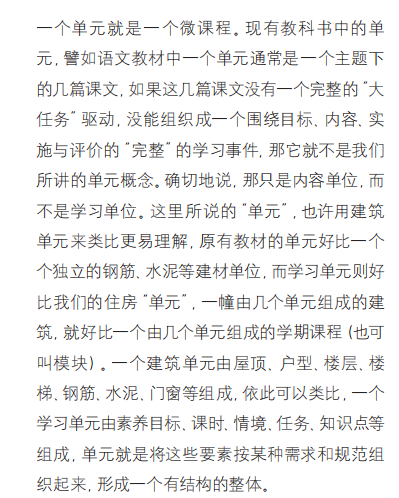 一个单元就是一个微课程。现有教科书中的单
元，譬如语文教材中一个单元通常是一个主题下
的几篇课文，如果这几篇课文没有一个完整的“大
任务”驱动，没能组织成一个围绕目标、内容、实
施与评价的“完整”的学习事件，那它就不是我们
所讲的单元概念。确切地说，那只是内容单位，而
不是学习单位。这里所说的“单元”，也许用建筑
单元来类比更易理解，原有教材的单元好比一个
个独立的钢筋、水泥等建材单位，而学习单元则好
比我们的住房“单元”，一幢由几个单元组成的建
筑，就好比一个由几个单元组成的学期课程（也可
叫模块）。一个建筑单元由屋顶、户型、楼层、楼
梯、钢筋、水泥、门窗等组成，依此可以类比，一个
学习单元由素养目标、课时、情境、任务、知识点等
组成，单元就是将这些要素按某种需求和规范组
织起来，形成一个有结构的整体。